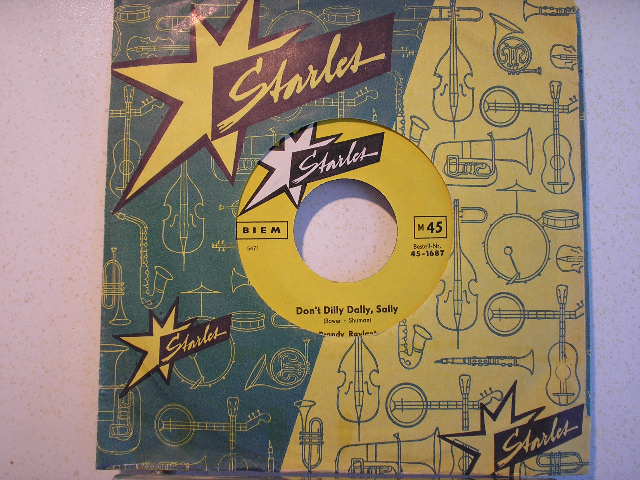 Starlet
Starlet
BIEM
M 45
Bestell-Nr.
45-1687
Don't Dilly Dally, Sally
Starlet
Starlet